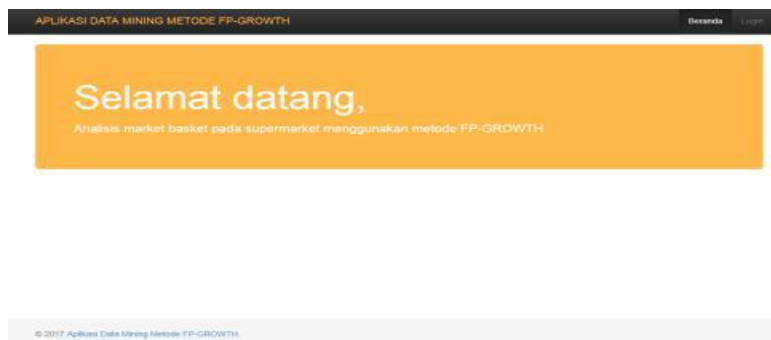 APLIKASI DATA MINING METODE FP-GROWTH
Beranda Login
Selamat datang,
Analisis market basket pada supermarket menggunakan metode FP-GROWTH
© 2017 Aplikasi Data Mining Metode FP-GROWTH.